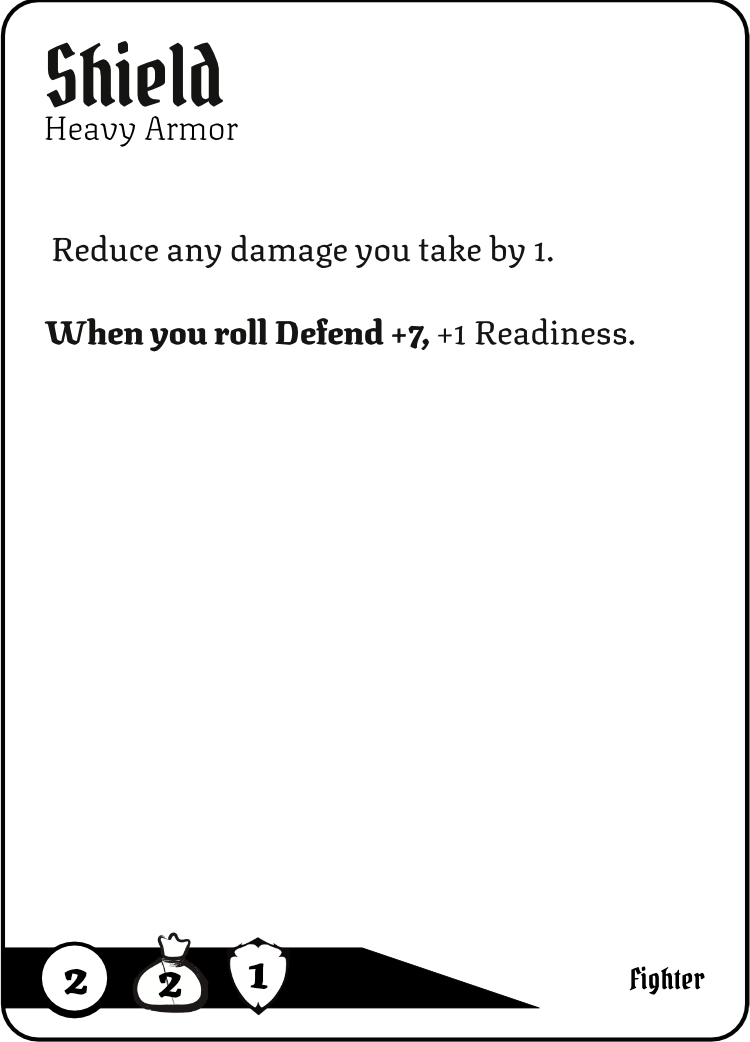 Shield
Heavy Armor
Reduce any damage you take by 1.
When you roll Defend +7, +1 Readiness.
2 2 1
Fighter